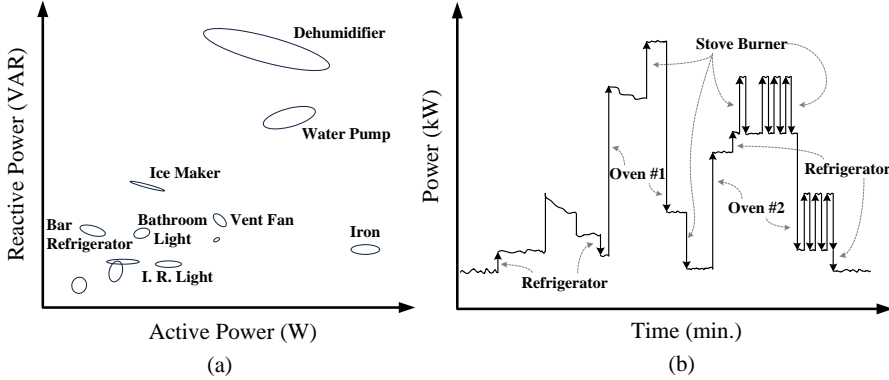 Reactive Power (VAR)
Dehumidifier
Water Pump
Ice Maker
Bar
Refrigerator
Bathroom
Light
Vent Fan
Iron
I. R. Light
Active Power (W)
(a)
Power (kW)
Stove Burner
Oven #1
Refrigerator
Oven #2
Refrigerator
Time (min.)
(b)